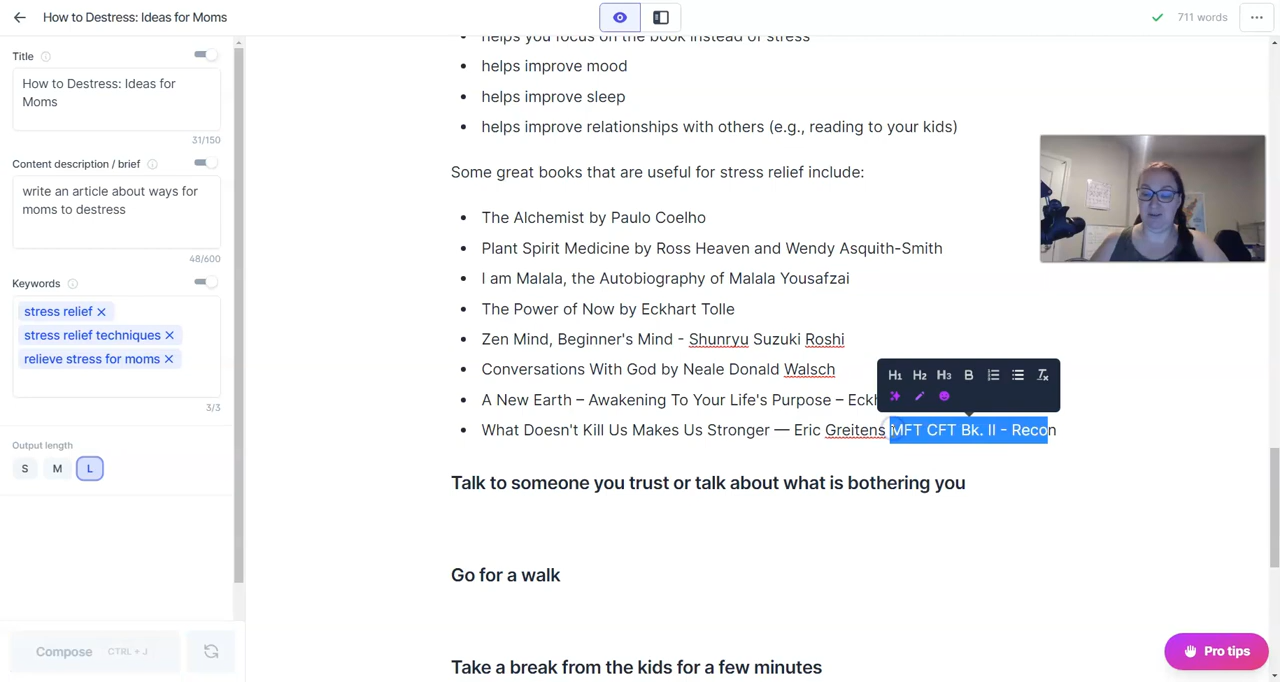 How to Destress: Ideas for Moms
711 words
Title
How to Destress: Ideas for
Moms
31/150
Content description / brief
write an article about ways for
moms to destress
48/600
Keywords
stress relief
stress relief techniques
relieve stress for moms
3/3
Output length
S M L
Compose CTRL + J
helps you focus on the book instead of stress
helps improve mood
helps improve sleep
helps improve relationships with others (e.g., reading to your kids)
Some great books that are useful for stress relief include:
The Alchemist by Paulo Coelho
Plant Spirit Medicine by Ross Heaven and Wendy Asquith-Smith
I am Malala, the Autobiography of Malala Yousafzai
The Power of Now by Eckhart Tolle
Zen Mind, Beginner's Mind - Shunryu Suzuki Roshi
Conversations With God by Neale Donald Walsch
H1 H2 H3 B
A New Earth – Awakening To Your Life's Purpose – Eckh
What Doesn't Kill Us Makes Us Stronger — Eric Greitens MFT CFT Bk. II - Recon
Talk to someone you trust or talk about what is bothering you
Go for a walk
Take a break from the kids for a few minutes
Pro tips